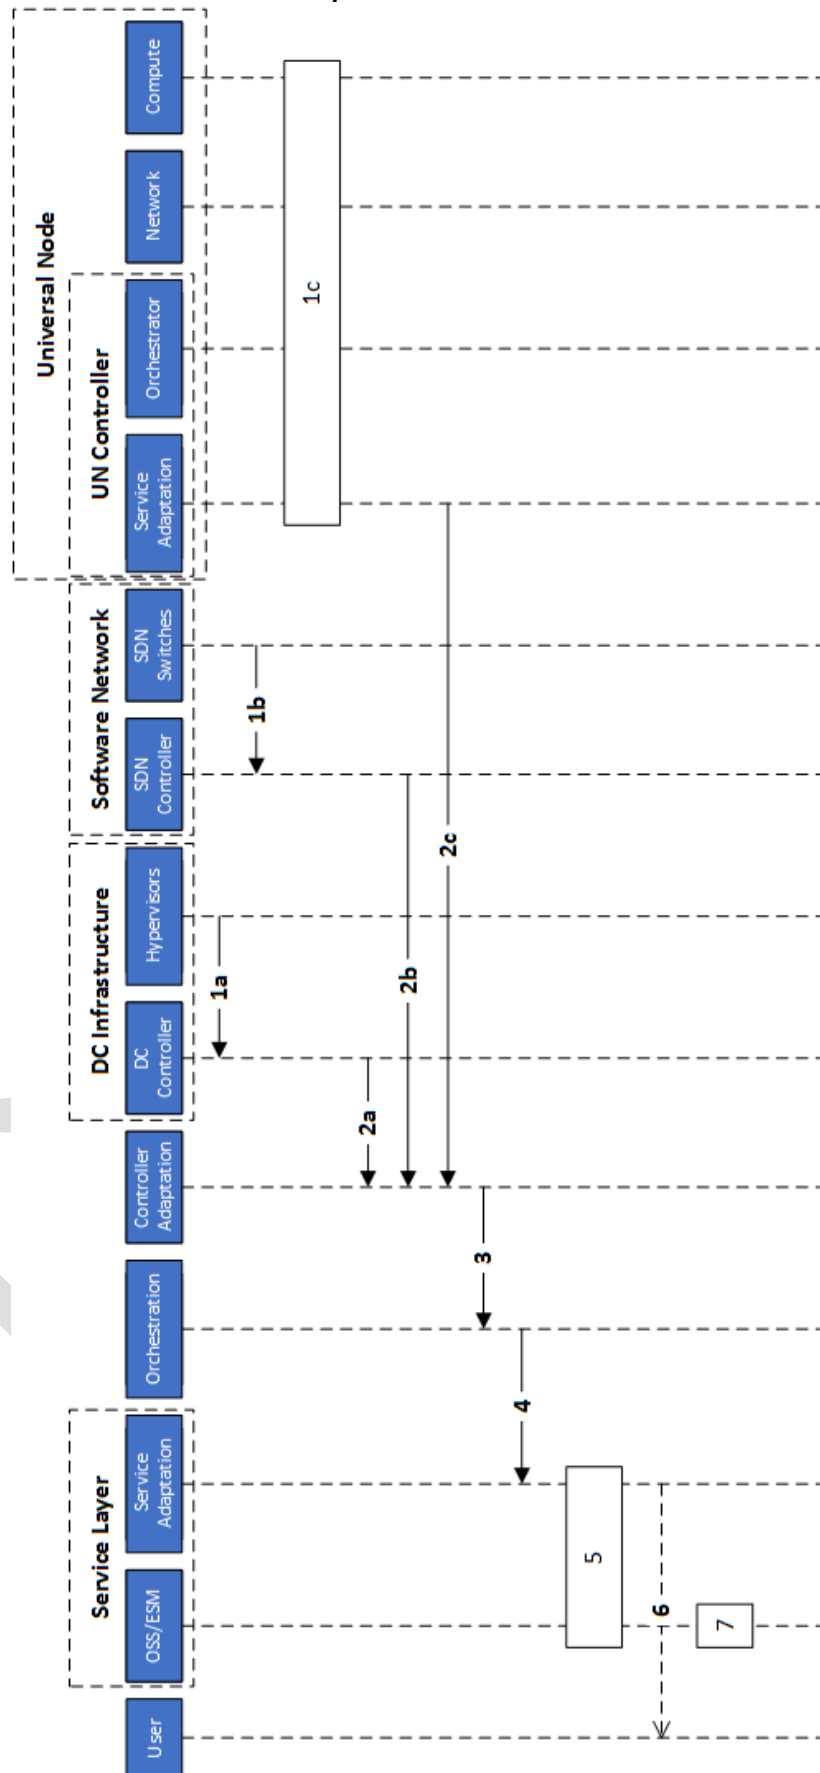 Universal Node
UN Controller
Software Network
DC Infrastructure
Service Layer
User
OSS/ESM
Service
Adaptation
Orchestration
Controller
Adaptation
DC
Controller
Hypervisors
SDN
Controller
SDN
Switches
Service
Adaptation
Orchestrator
Network
Compute
1a
1b
1c
2a
2b
2c
3
4
5
6
7